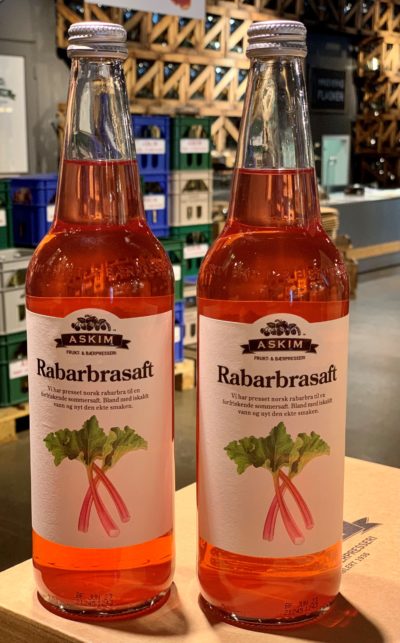 ASKIM
FRUKT- & BÆRPRESSERI
Rabarbrasaft
Vi har presset norsk rabarbra til en
forfriskende sommersaft. Bland med iskaldt
vann og nyt den ekte smaken.
ASKIM
FRUKT- & BÆRPRESSERI
Rabarbrasaft
Vi har presset norsk rabarbra til en
forfriskende sommersaft. Bland med iskaldt
vann og nyt den ekte smaken.